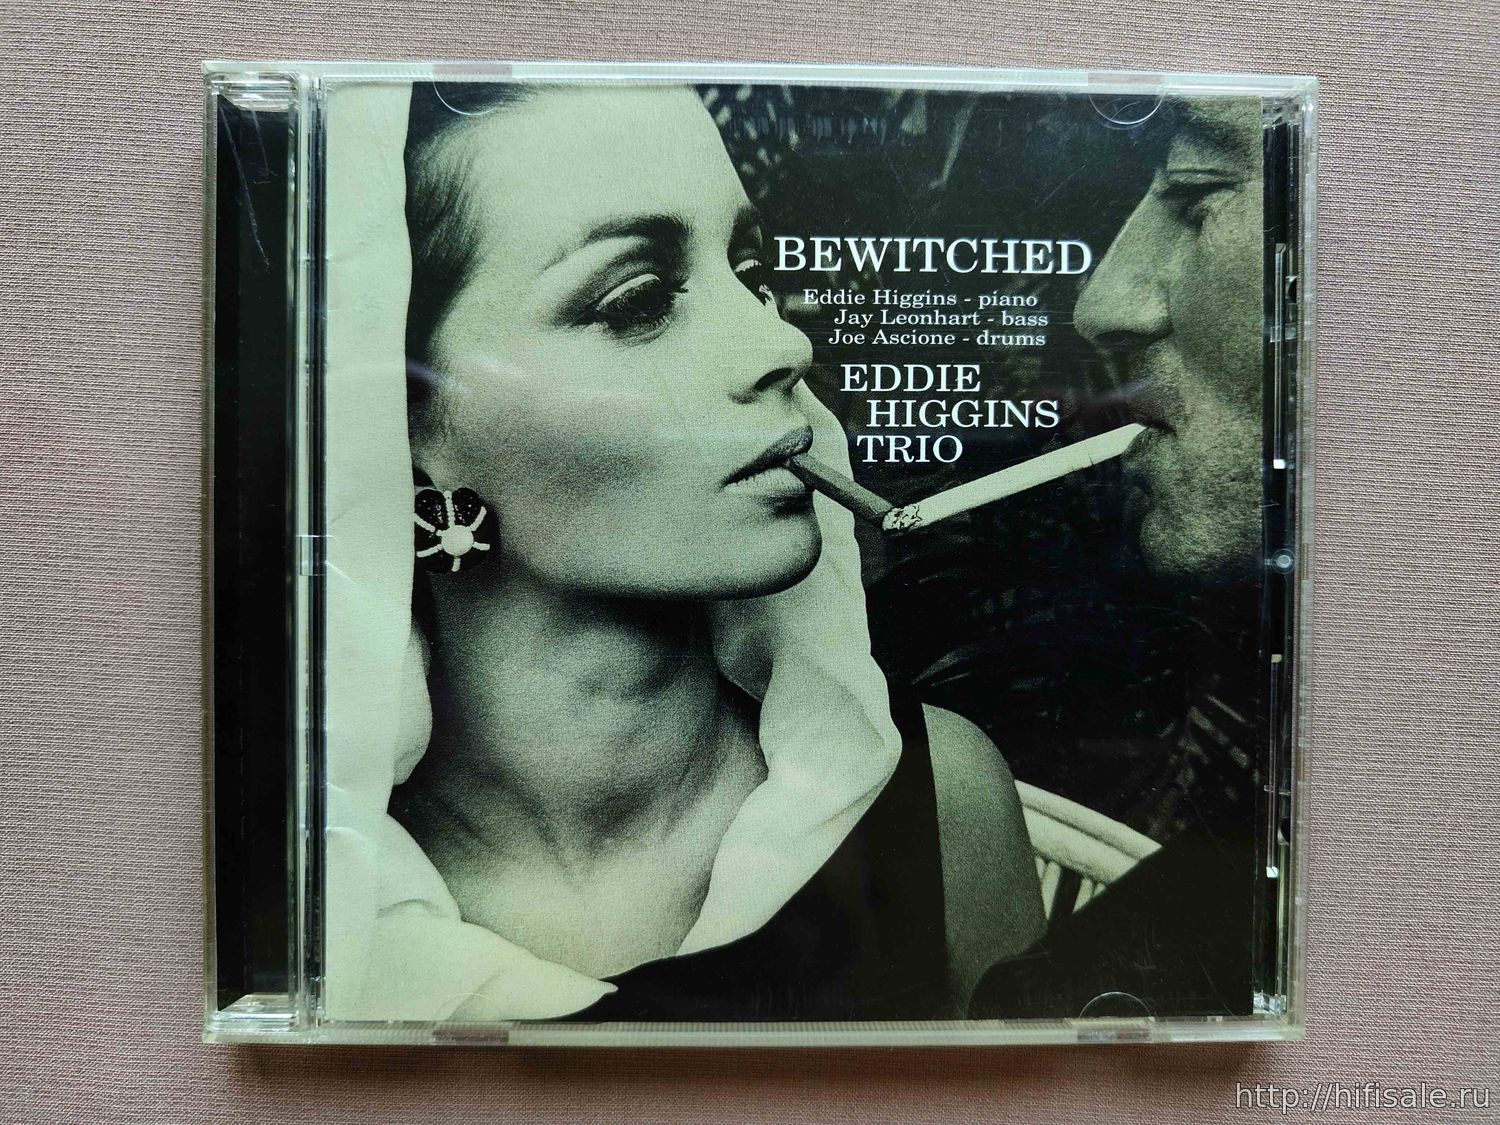 BEWITCHED
Eddie Higgins - piano
Jay Leonhart - bass
Joe Ascione - drums
EDDIE
HIGGINS
TRIO
http://hifisale.ru